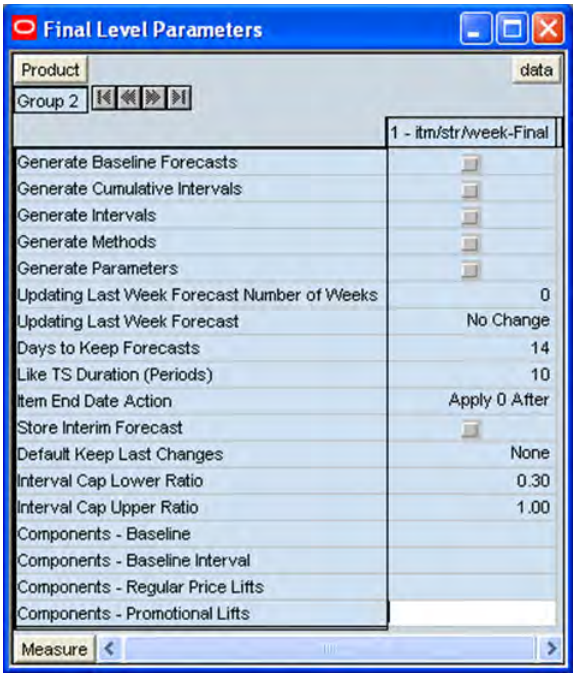 Final Level Parameters
Product data
Group 2
1 - itm/str/week-Final
Generate Baseline Forecasts
Generate Cumulative Intervals
Generate Intervals
Generate Methods
Generate Parameters
Updating Last Week Forecast Number of Weeks 0
Updating Last Week Forecast No Change
Days to Keep Forecasts 14
Like TS Duration (Periods) 10
Item End Date Action Apply 0 After
Store Interim Forecast
Default Keep Last Changes None
Interval Cap Lower Ratio 0.30
Interval Cap Upper Ratio 1.00
Components - Baseline
Components - Baseline Interval
Components - Regular Price Lifts
Components - Promotional Lifts
Measure